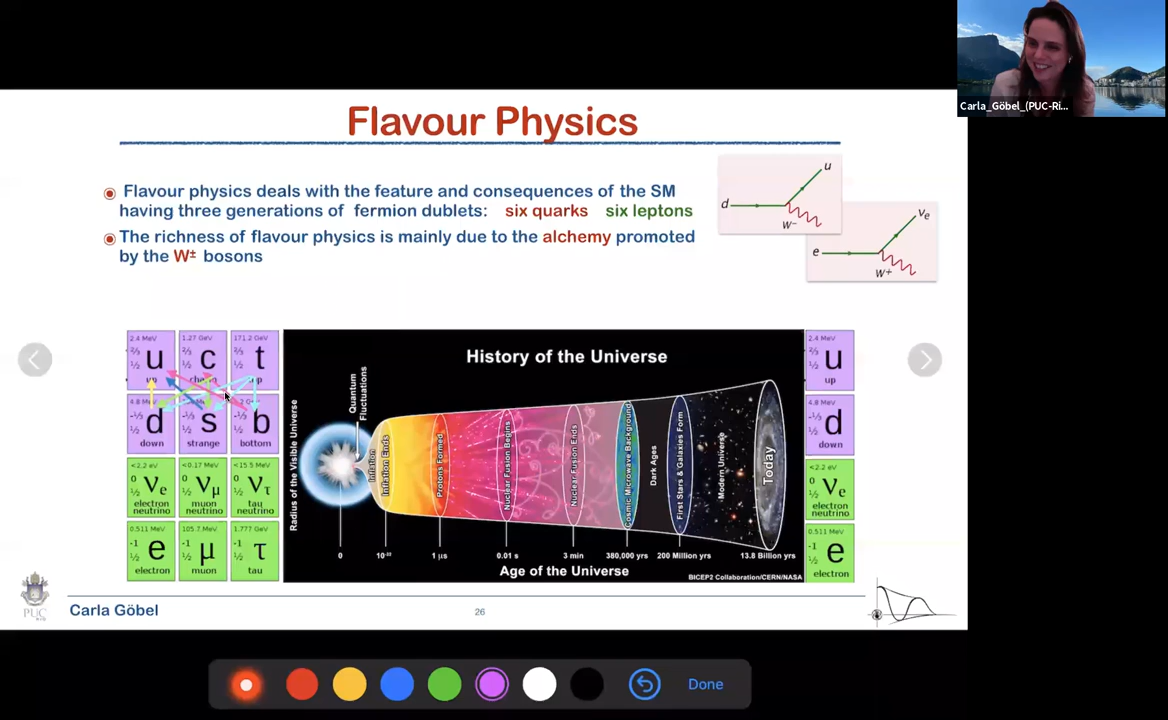 Carla_Göbel_(PUC-Ri...
Flavour Physics
Flavour physics deals with the feature and consequences of the SM
having three generations of fermion dublets: six quarks six leptons
The richness of flavour physics is mainly due to the alchemy promoted
by the W± bosons
d
u
W⁻
e
νe
W⁺
2.4 MeV
⅔
½
u
up
1.27 GeV
⅔
½
c
171.2 GeV
⅔
½
t
-⅓
½
d
down
-⅓
½
s
strange
-⅓
½
b
bottom
<2.2 eV
0
½
νe
electron
neutrino
<0.17 MeV
0
½
νμ
muon
neutrino
<15.5 MeV
0
½
ντ
tau
neutrino
0.511 MeV
-1
½
e
electron
105.7 MeV
-1
½
μ
muon
1.777 GeV
-1
½
τ
tau
History of the Universe
Radius of the Visible Universe
Quantum
Fluctuations
Inflation
Inflation Ends
Protons Formed
Nuclear Fusion Begins
Nuclear Fusion Ends
Cosmic Microwave Background
Dark Ages
First Stars & Galaxies Form
Modern Universe
Today
0
10⁻³²
1 μs
0.01 s
3 min
380,000 yrs
200 Million yrs
13.8 Billion yrs
Age of the Universe
BICEP2 Collaboration/CERN/NASA
2.4 MeV
⅔
½
u
up
4.8 MeV
-⅓
½
d
down
<2.2 eV
0
½
νe
electron
neutrino
0.511 MeV
-1
½
e
electron
PUC
RIO
Carla Göbel
26
Done